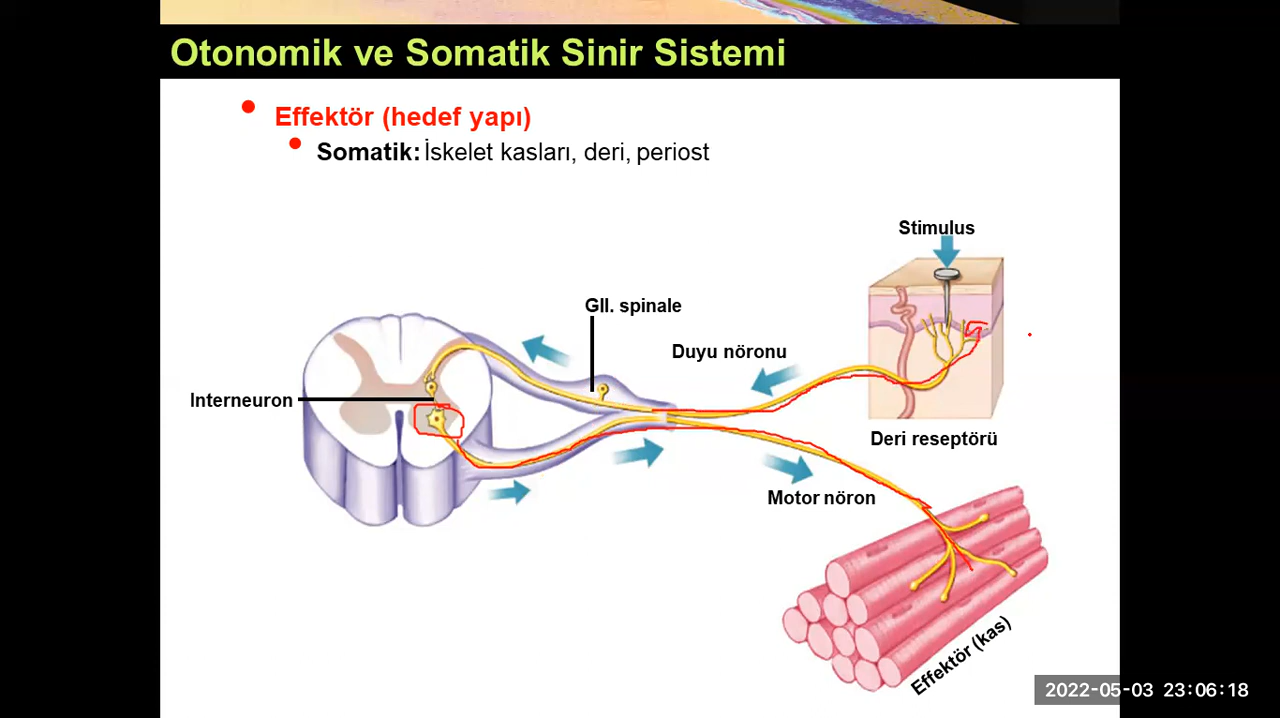 Otonomik ve Somatik Sinir Sistemi
Effektör (hedef yapı)
Somatik: İskelet kasları, deri, periost
Stimulus
Gll. spinale
Duyu nöronu
Interneuron
Deri reseptörü
Motor nöron
Effektör (kas)
2022-05-03 23:06:18